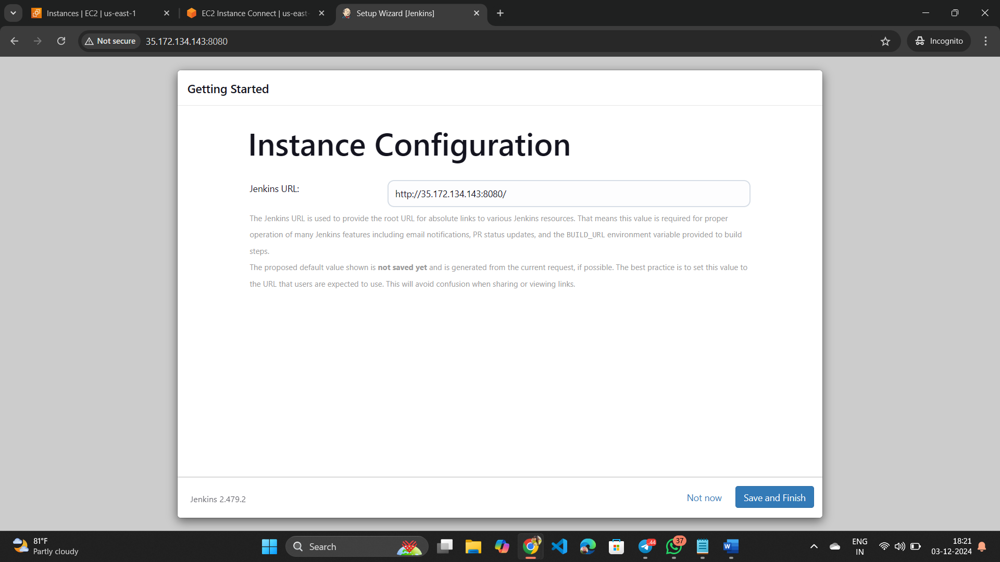 Instances | EC2 | us-east-1
EC2 Instance Connect | us-east-
Setup Wizard [Jenkins]
Not secure
35.172.134.143:8080
Incognito
Getting Started
Instance Configuration
Jenkins URL:
http://35.172.134.143:8080/
The Jenkins URL is used to provide the root URL for absolute links to various Jenkins resources. That means this value is required for proper
operation of many Jenkins features including email notifications, PR status updates, and the BUILD_URL environment variable provided to build
steps.
The proposed default value shown is not saved yet and is generated from the current request, if possible. The best practice is to set this value to
the URL that users are expected to use. This will avoid confusion when sharing or viewing links.
Jenkins 2.479.2
Not now
Save and Finish
81°F
Partly cloudy
Search
.44
37
W
ENG
IN
18:21
03-12-2024